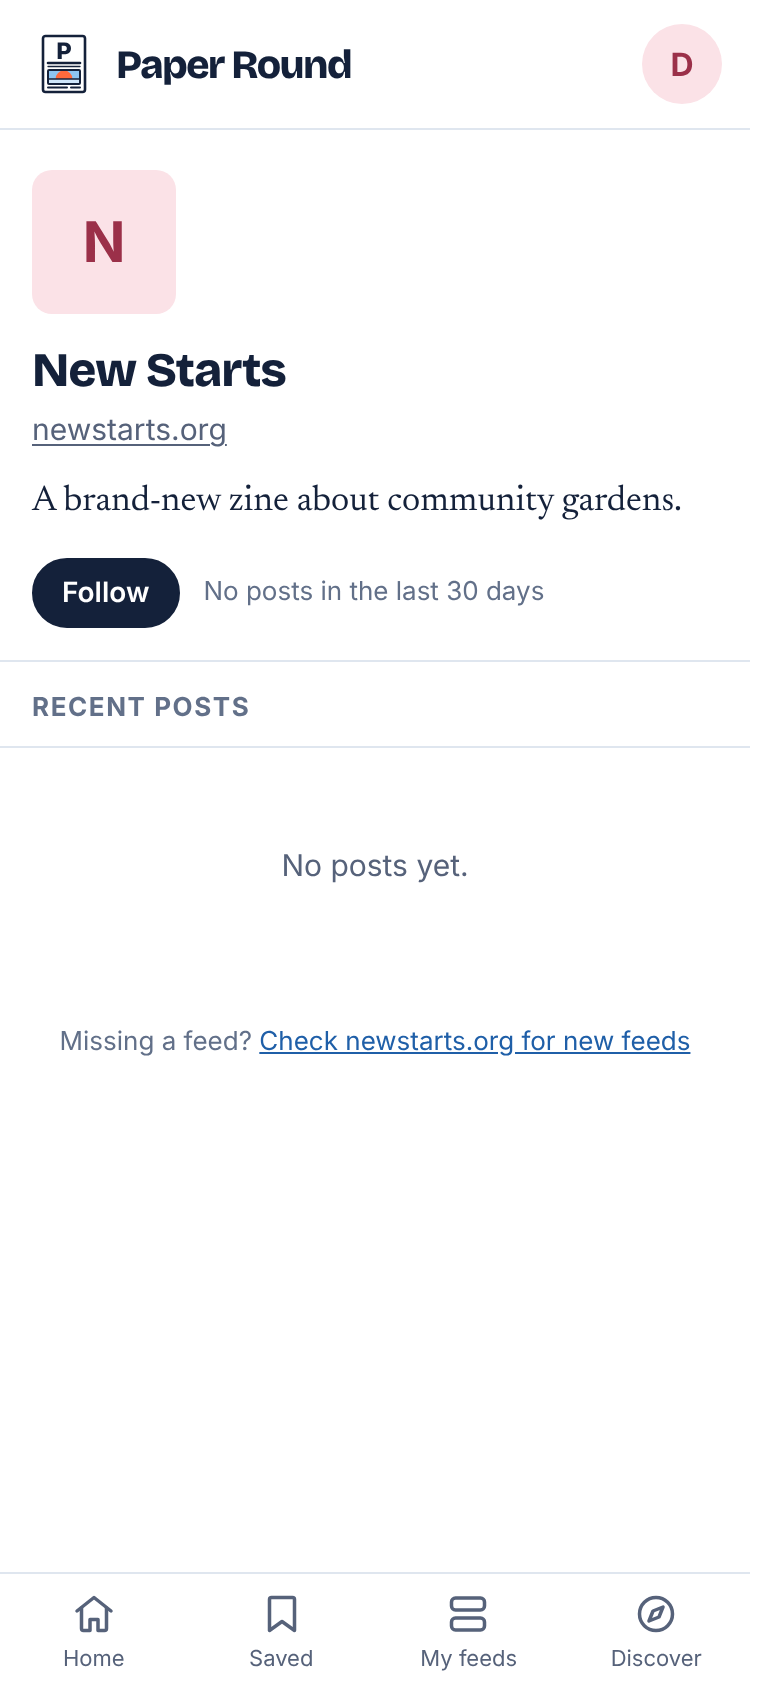 P
Paper Round
D
N
New Starts
newstarts.org
A brand-new zine about community gardens.
Follow
No posts in the last 30 days
RECENT POSTS
No posts yet.
Missing a feed? Check newstarts.org for new feeds
Home
Saved
My feeds
Discover